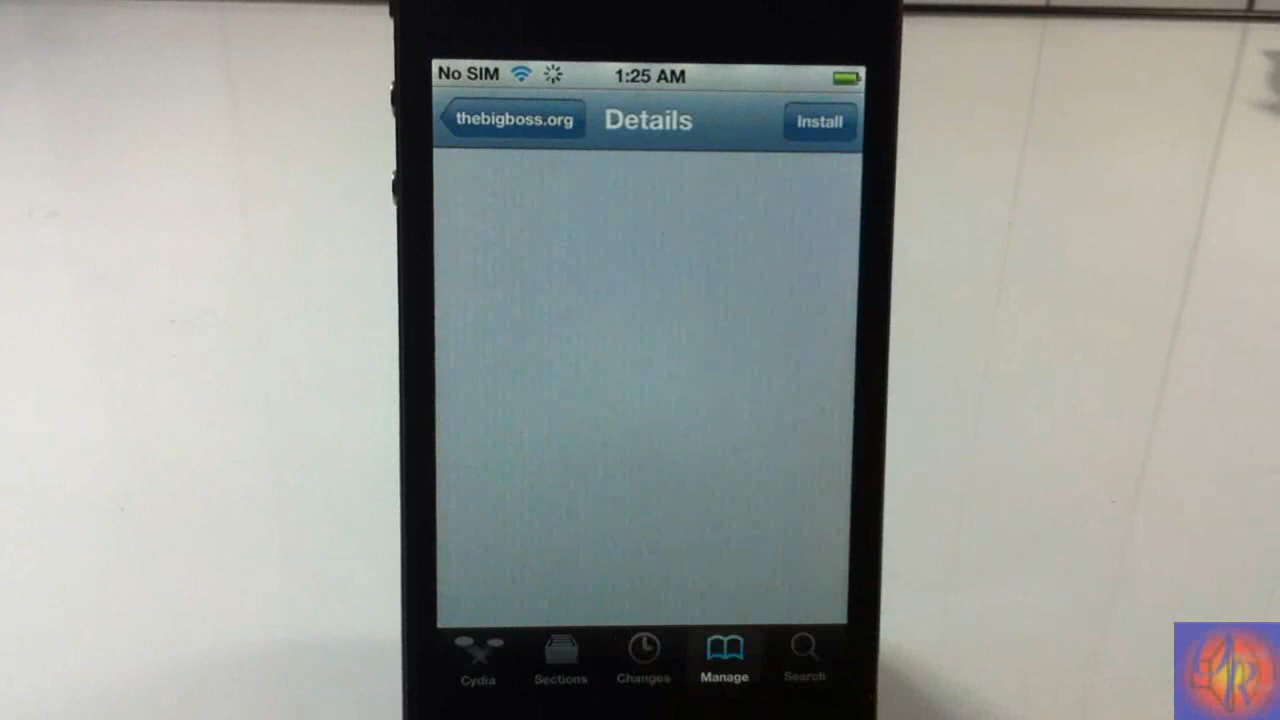 No SIM 1:25 AM
thebigboss.org Details Install
Cydia Sections Changes Manage Search